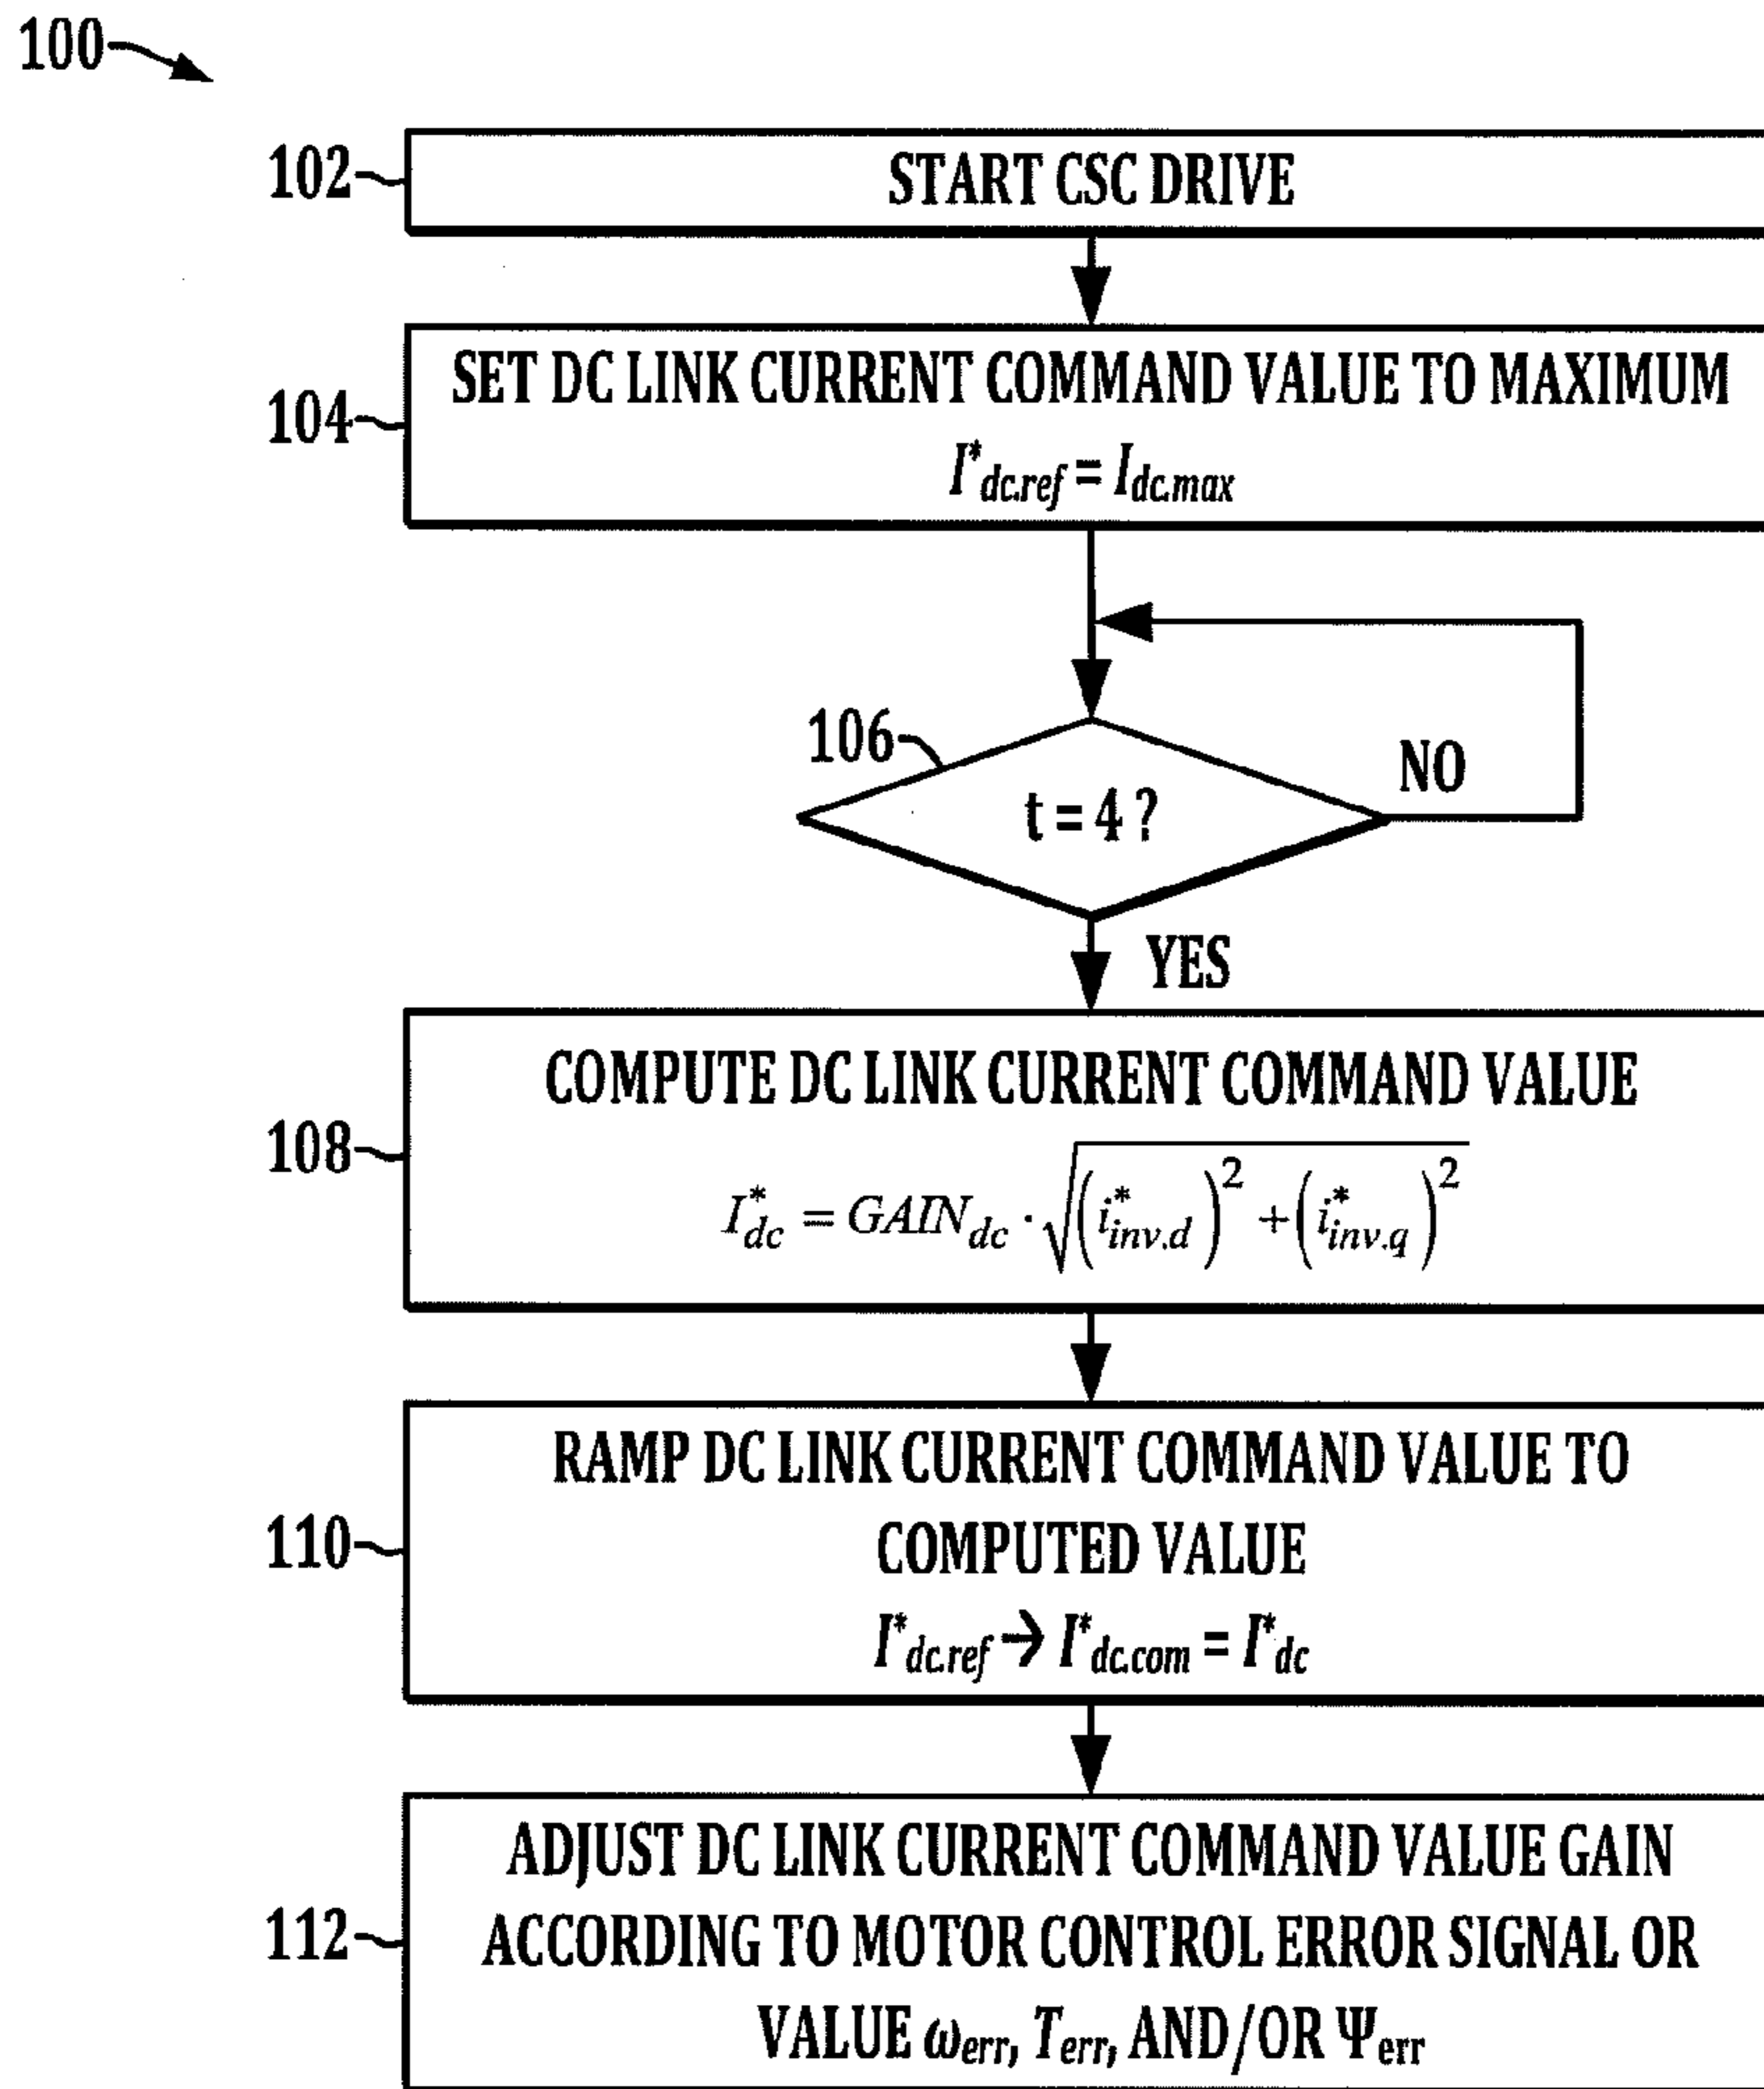 100
102
START CSC DRIVE
104
SET DC LINK CURRENT COMMAND VALUE TO MAXIMUM
I*dc.ref = Idc.max
106
t = 4 ?
NO
YES
108
COMPUTE DC LINK CURRENT COMMAND VALUE
I*dc = GAINdc · √((i*inv.d)² + (i*inv.q)²)
110
RAMP DC LINK CURRENT COMMAND VALUE TO
COMPUTED VALUE
I*dc.ref → I*dc.com = I*dc
112
ADJUST DC LINK CURRENT COMMAND VALUE GAIN
ACCORDING TO MOTOR CONTROL ERROR SIGNAL OR
VALUE ωerr, Terr, AND/OR Ψerr